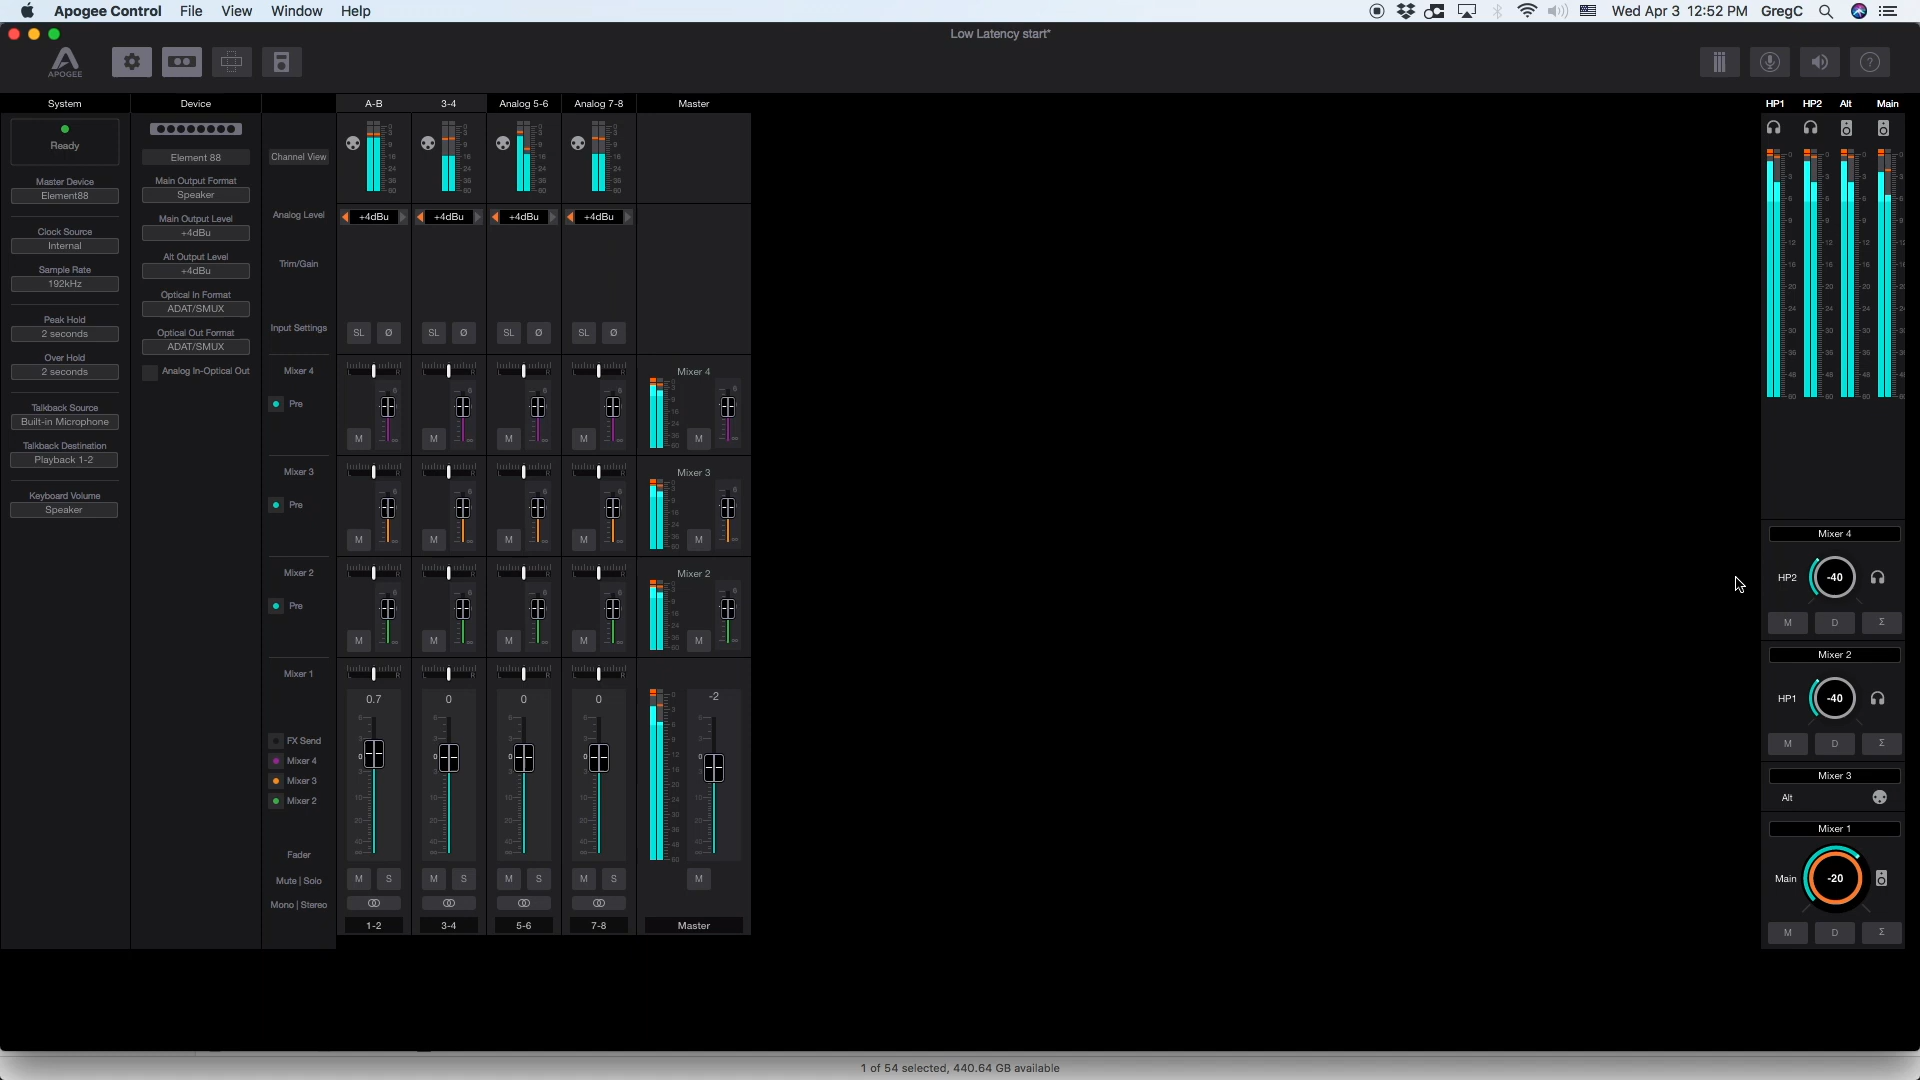 Apogee Control File View Window Help Wed Apr 3 12:52 PM GregC
Low Latency start*
APOGEE
System Device A-B 3-4 Analog 5-6 Analog 7-8 Master HP1 HP2 Alt Main
Ready
Master Device
Element88
Clock Source
Internal
Sample Rate
192kHz
Peak Hold
2 seconds
Over Hold
2 seconds
Talkback Source
Built-in Microphone
Talkback Destination
Playback 1-2
Keyboard Volume
Speaker
Element 88
Main Output Format
Speaker
Main Output Level
+4dBu
Alt Output Level
+4dBu
Optical In Format
ADAT/SMUX
Optical Out Format
ADAT/SMUX
Analog In-Optical Out
Channel View
Analog Level +4dBu +4dBu +4dBu +4dBu
Trim/Gain
Input Settings SL Ø SL Ø SL Ø SL Ø
Mixer 4 Mixer 4
Pre
M M M M M
Mixer 3 Mixer 3
Pre
M M M M M
Mixer 2 Mixer 2
Pre
M M M M M
Mixer 1
0.7 0 0 0 -2
FX Send
Mixer 4
Mixer 3
Mixer 2
Fader
Mute | Solo M S M S M S M S M
Mono | Stereo
1-2 3-4 5-6 7-8 Master
Mixer 4
HP2 -40
M D Σ
Mixer 2
HP1 -40
M D Σ
Mixer 3
Alt
Mixer 1
Main -20
M D Σ
1 of 54 selected, 440.64 GB available